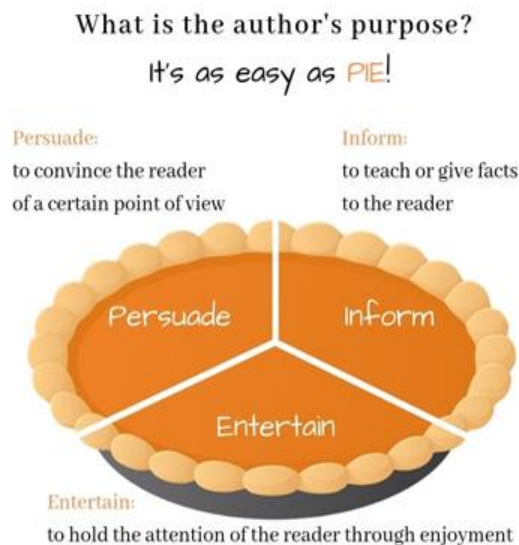 What is the author's purpose?
It's as easy as PIE!
Persuade:
to convince the reader
of a certain point of view
Inform:
to teach or give facts
to the reader
Persuade
Inform
Entertain
Entertain:
to hold the attention of the reader through enjoyment